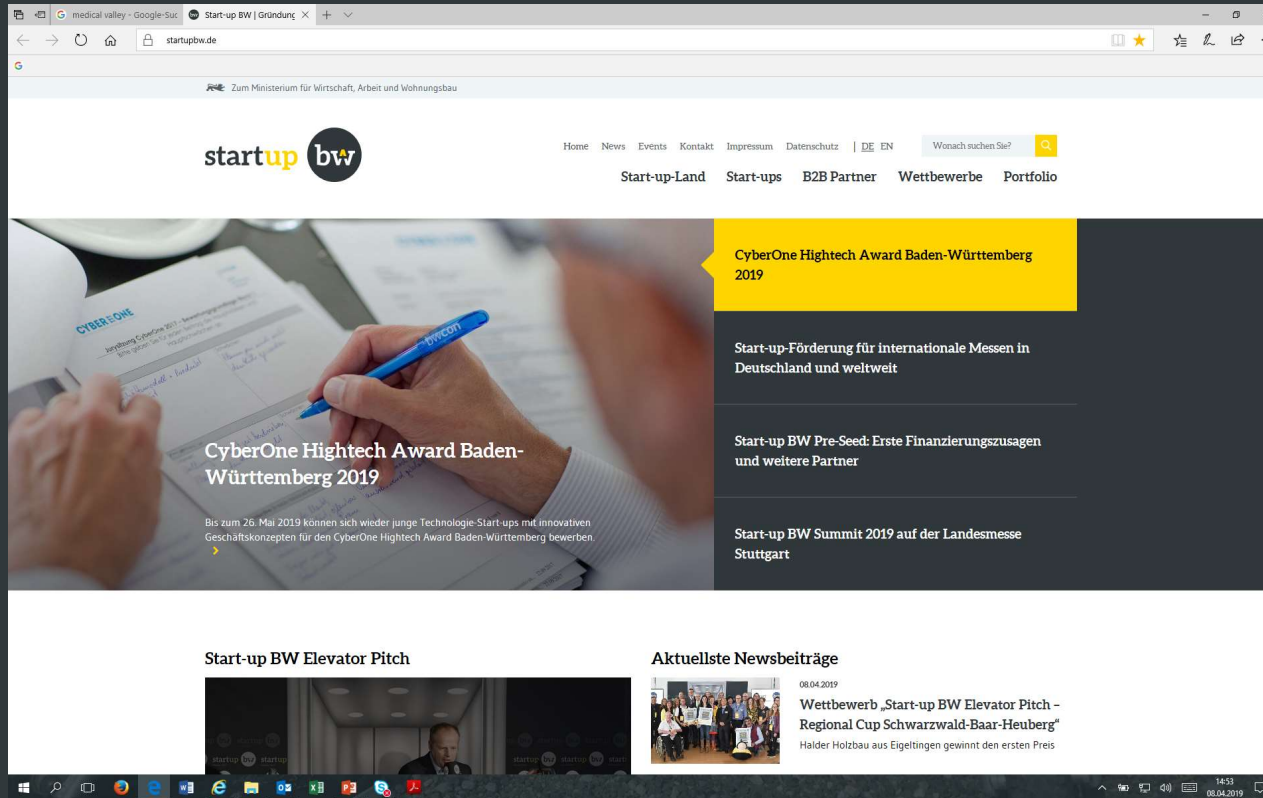 medical valley - Google-Suc
Start-up BW | Gründung
startupbw.de
Zum Ministerium für Wirtschaft, Arbeit und Wohnungsbau
startup bw
Home News Events Kontakt Impressum Datenschutz | DE EN
Wonach suchen Sie?
Start-up-Land Start-ups B2B Partner Wettbewerbe Portfolio
CYBERONE
Jurysitzung CyberOne 2017 - Bewertungsgrundlage
bwcon
CyberOne Hightech Award Baden-
Württemberg 2019
Bis zum 26. Mai 2019 können sich wieder junge Technologie-Start-ups mit innovativen
Geschäftskonzepten für den CyberOne Hightech Award Baden-Württemberg bewerben.
CyberOne Hightech Award Baden-Württemberg
2019
Start-up-Förderung für internationale Messen in
Deutschland und weltweit
Start-up BW Pre-Seed: Erste Finanzierungszusagen
und weitere Partner
Start-up BW Summit 2019 auf der Landesmesse
Stuttgart
Start-up BW Elevator Pitch
startup bw
Aktuellste Newsbeiträge
08.04.2019
Wettbewerb „Start-up BW Elevator Pitch –
Regional Cup Schwarzwald-Baar-Heuberg“
Halder Holzbau aus Eigeltingen gewinnt den ersten Preis
14:53
08.04.2019